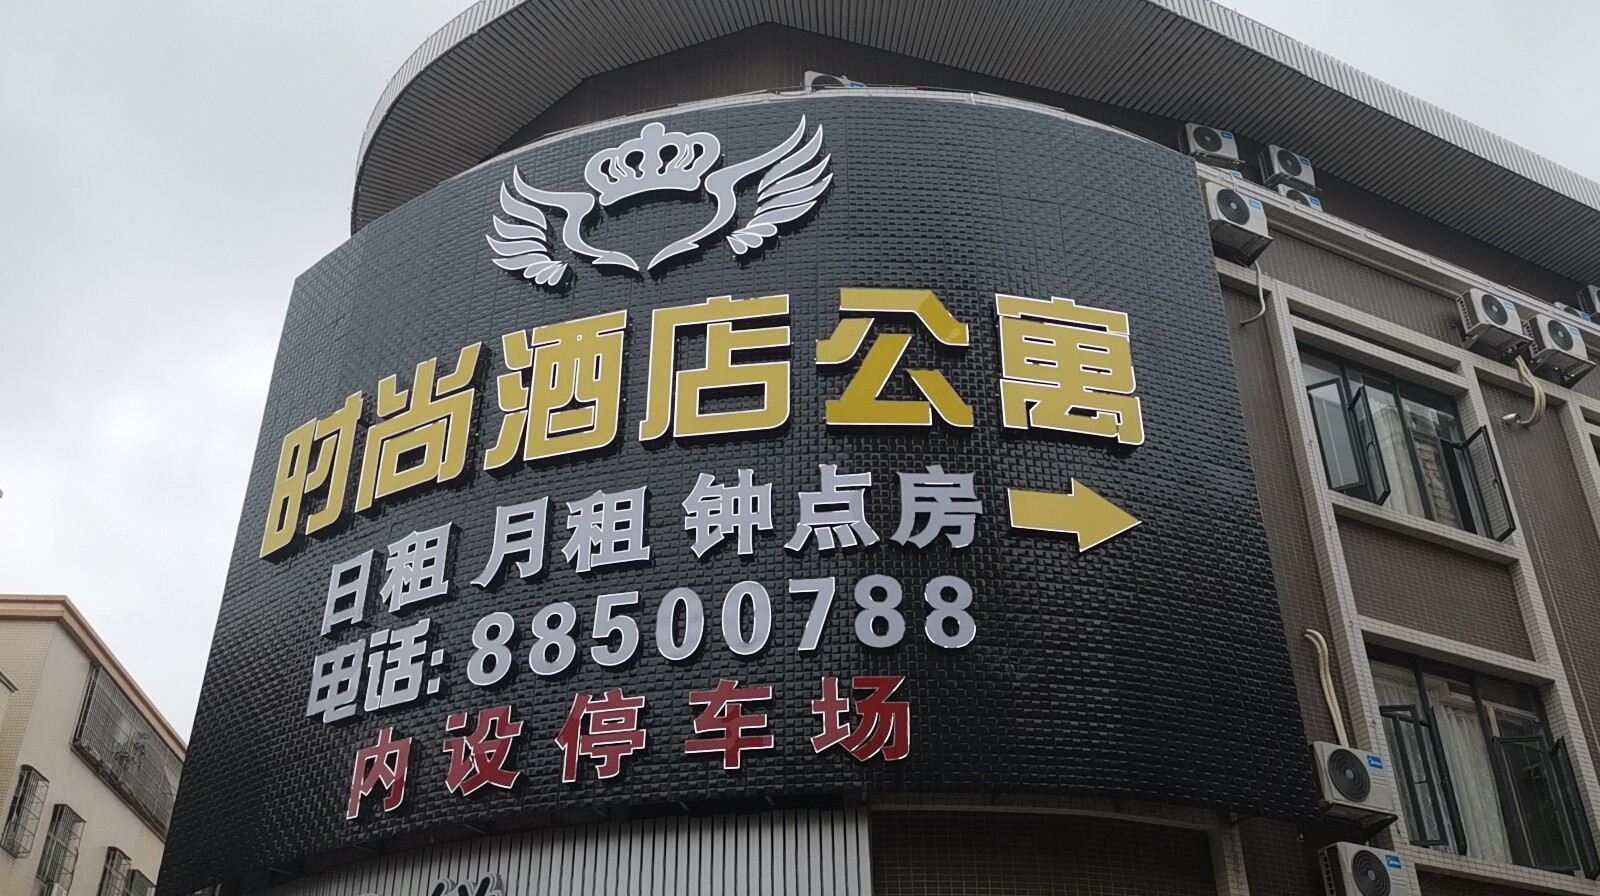 时尚酒店公寓
日租 月租 钟点房
电话:88500788
内设停车场